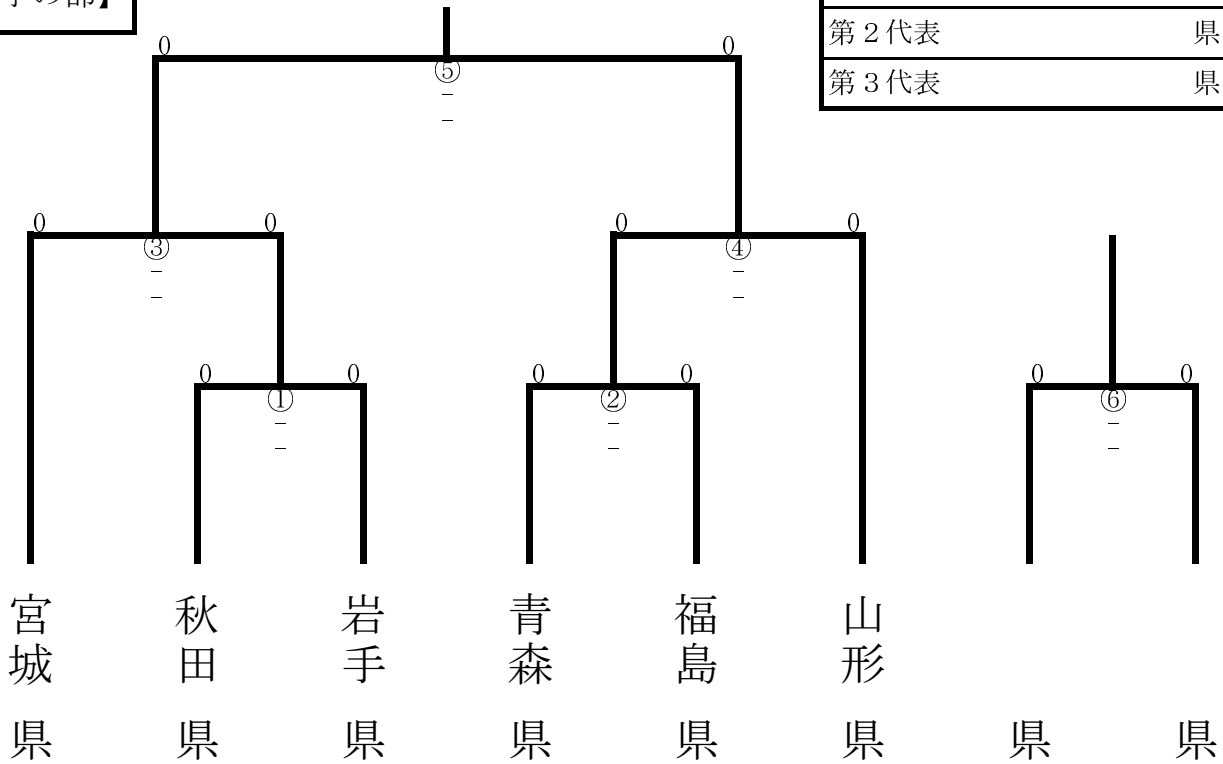 の部】
第２代表 県
第３代表 県
0 0
⑤
－
－
0 0 0 0
③ ④
－ －
－ －
0 0 0 0 0 0
① ② ⑥
－ － －
－ － －
宮城県
秋田県
岩手県
青森県
福島県
山形県
県
県